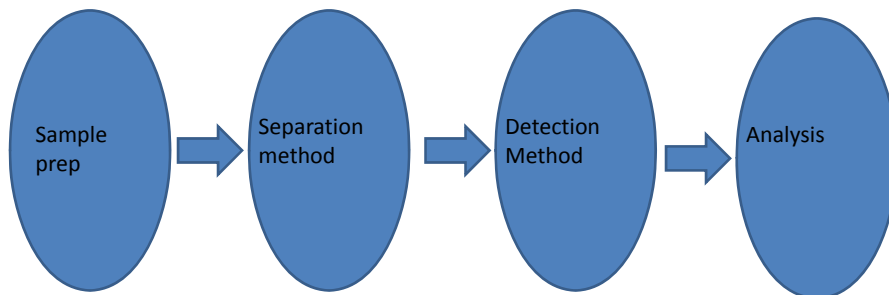 Sample
prep
Separation
method
Detection
Method
Analysis